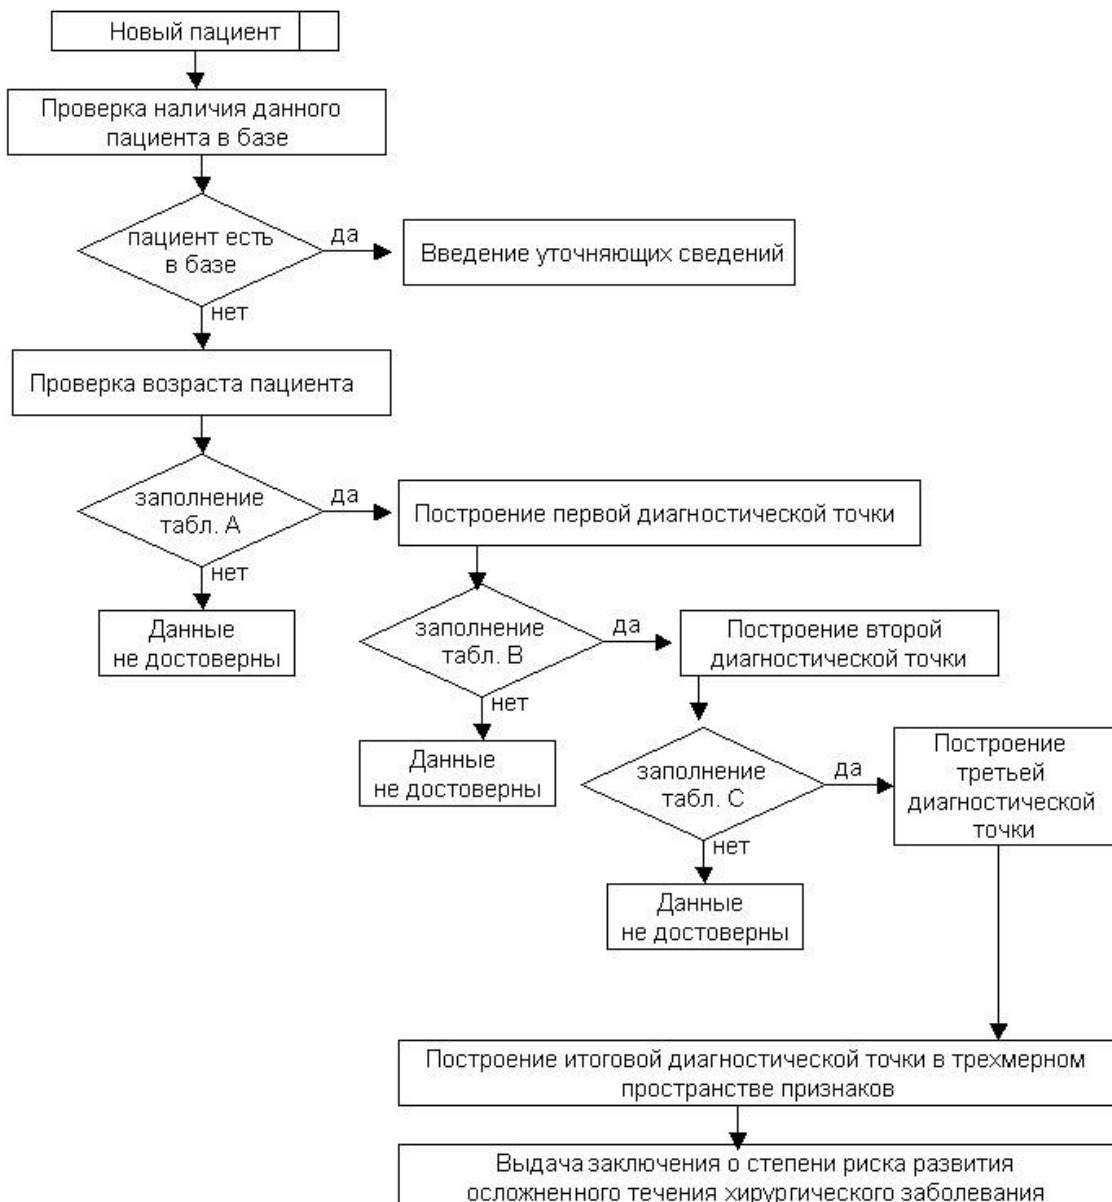 Новый пациент
Проверка наличия данного
пациента в базе
пациент есть
в базе
да
Введение уточняющих сведений
нет
Проверка возраста пациента
заполнение
табл. А
да
Построение первой диагностической точки
нет
Данные
не достоверны
заполнение
табл. В
да
Построение второй
диагностической точки
нет
Данные
не достоверны
заполнение
табл. С
да
Построение
третьей
диагностической
точки
нет
Данные
не достоверны
Построение итоговой диагностической точки в трехмерном
пространстве признаков
Выдача заключения о степени риска развития
осложненного течения хирургического заболевания